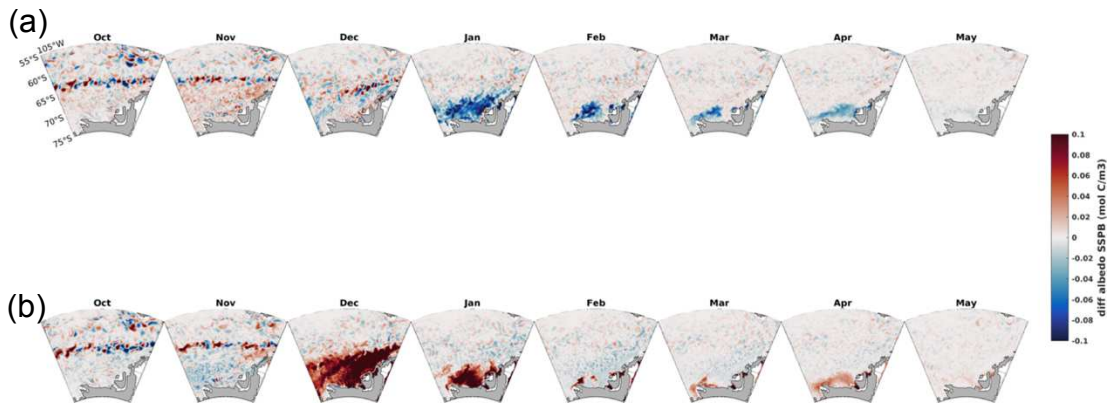 (a)
Oct Nov Dec Jan Feb Mar Apr May
105°W
55°S
60°S
65°S
70°S
75°S
0.1
0.08
0.06
0.04
0.02
0
-0.02
-0.04
-0.06
-0.08
-0.1
diff albedo SSPB (mol C/m3)
(b)
Oct Nov Dec Jan Feb Mar Apr May